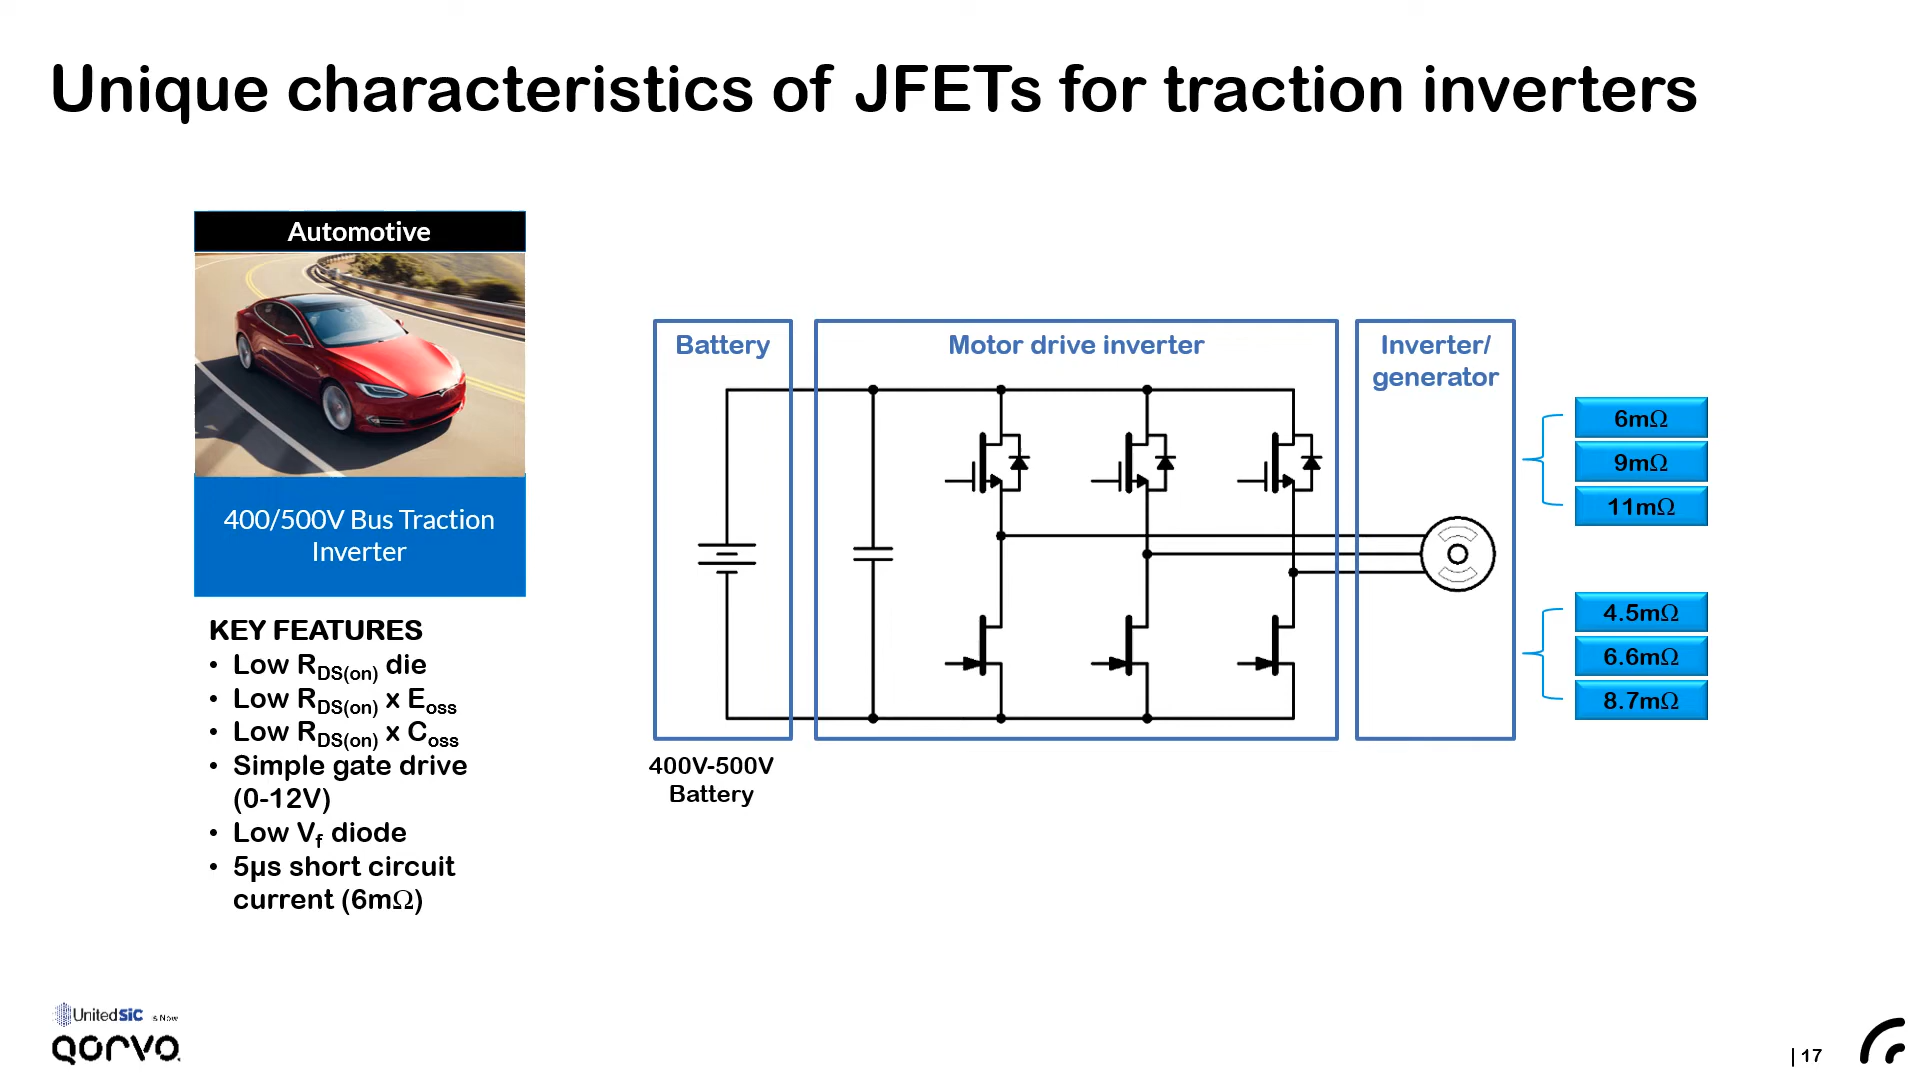 Unique characteristics of JFETs for traction inverters
Automotive
400/500V Bus Traction
Inverter
KEY FEATURES
• Low RDS(on) die
• Low RDS(on) x Eoss
• Low RDS(on) x Coss
• Simple gate drive
(0-12V)
• Low Vf diode
• 5µs short circuit
current (6mΩ)
Battery
400V-500V
Battery
Motor drive inverter
Inverter/
generator
6mΩ
9mΩ
11mΩ
4.5mΩ
6.6mΩ
8.7mΩ
UnitedSiC is Now
QORVO
| 17